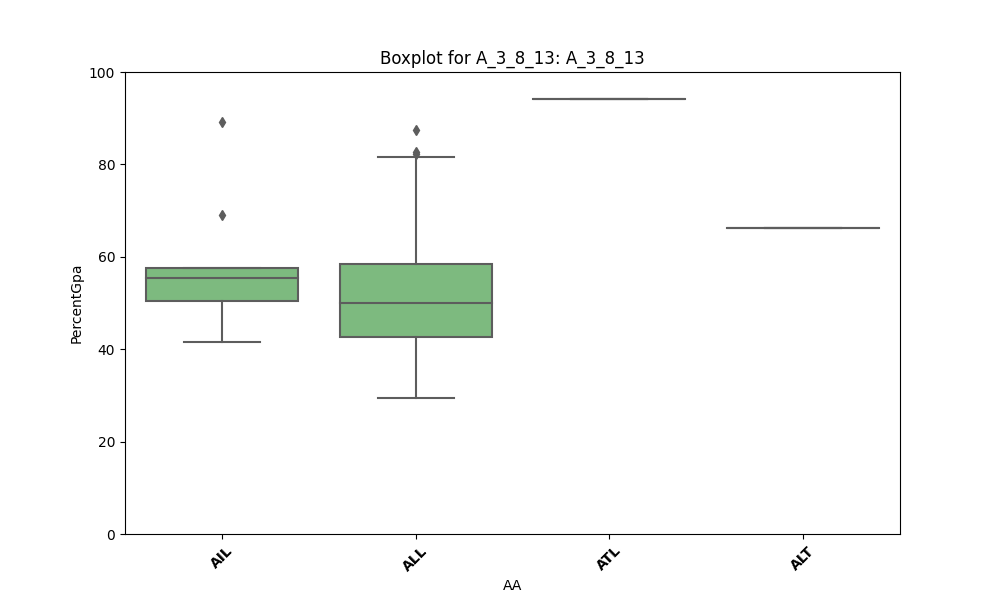 Boxplot for A_3_8_13: A_3_8_13
100
80
60
40
20
0
PercentGpa
AIL
ALL
ATL
ALT
AA